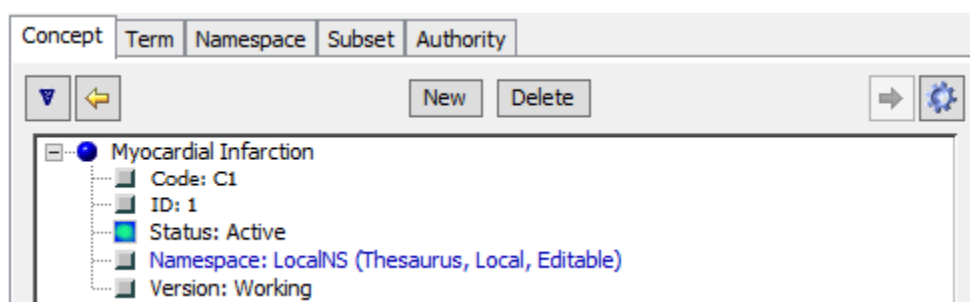 Concept Term Namespace Subset Authority
New Delete
Myocardial Infarction
Code: C1
ID: 1
Status: Active
Namespace: LocalNS (Thesaurus, Local, Editable)
Version: Working